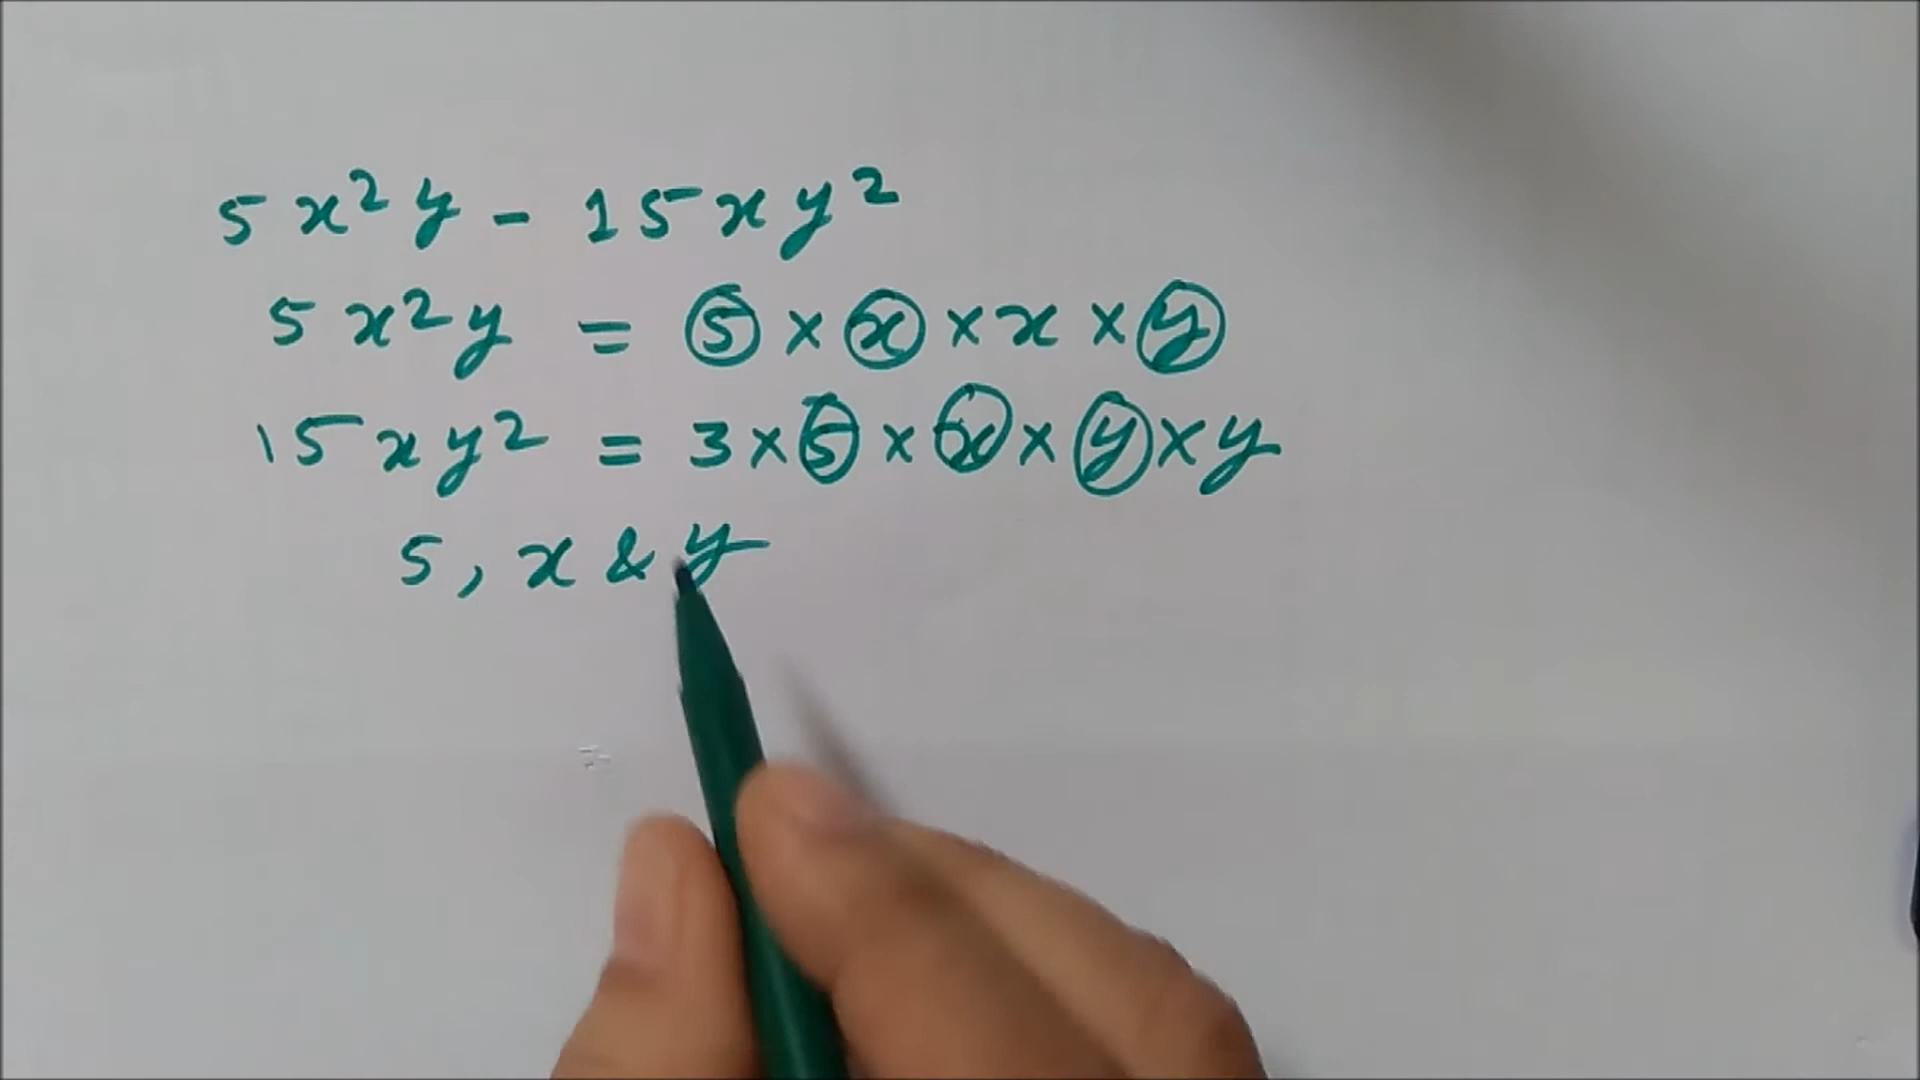 5x²y - 15xy²
5x²y = 5 × x × x × y
15xy² = 3 × 5 × x × y × y
5, x & y